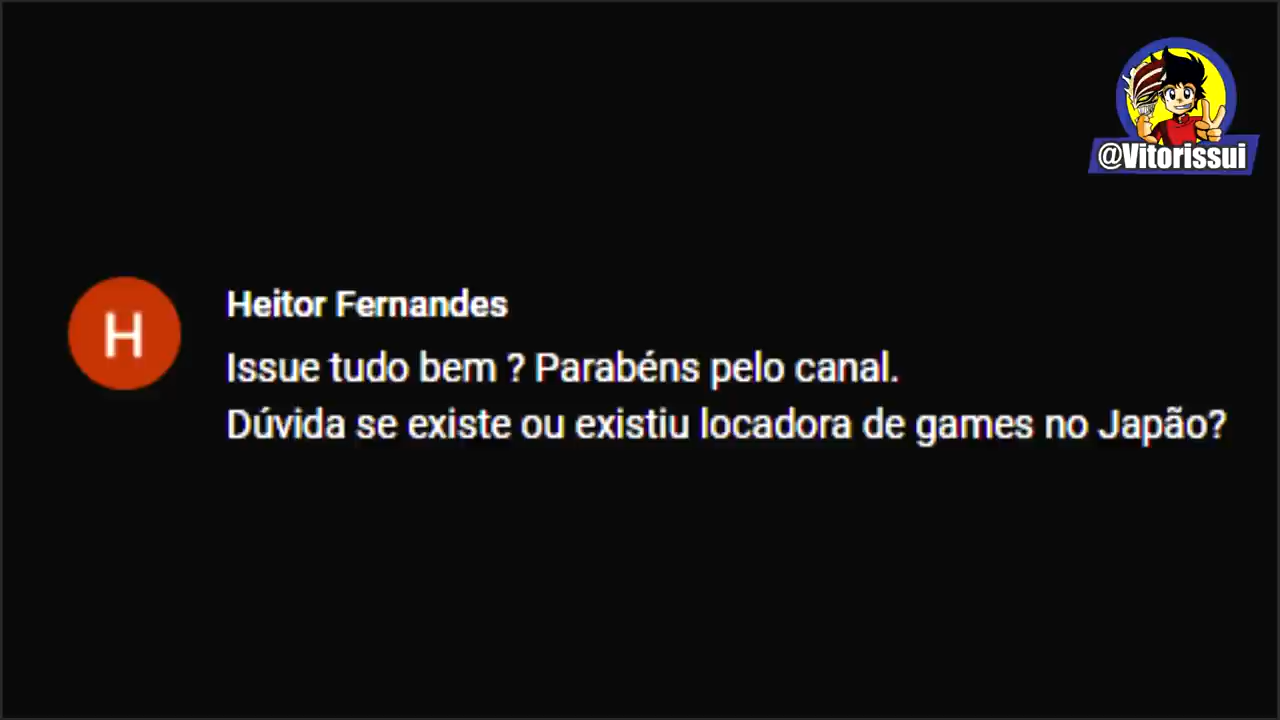 @Vitorissui
H
Heitor Fernandes
Issue tudo bem ? Parabéns pelo canal.
Dúvida se existe ou existiu locadora de games no Japão?